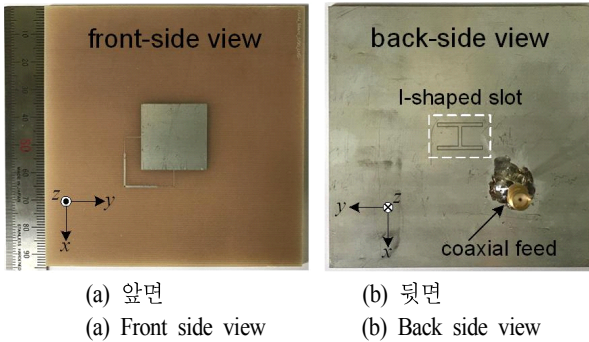 front-side view
z
y
x
back-side view
I-shaped slot
y
z
x
coaxial feed
(a) 앞면
(a) Front side view
(b) 뒷면
(b) Back side view